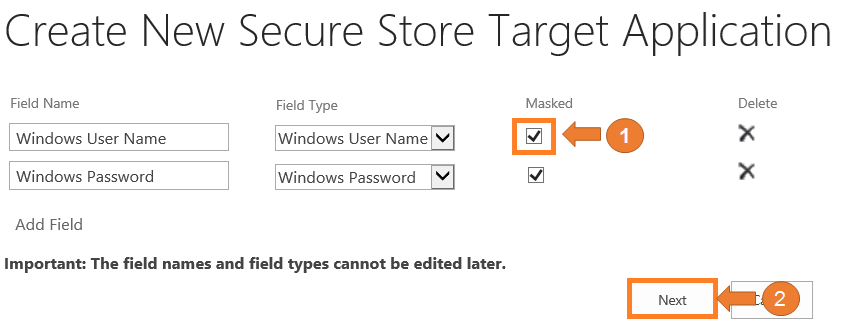 Create New Secure Store Target Application
Field Name Field Type Masked Delete
Windows User Name Windows User Name 1
Windows Password Windows Password
Add Field
Important: The field names and field types cannot be edited later.
Next 2